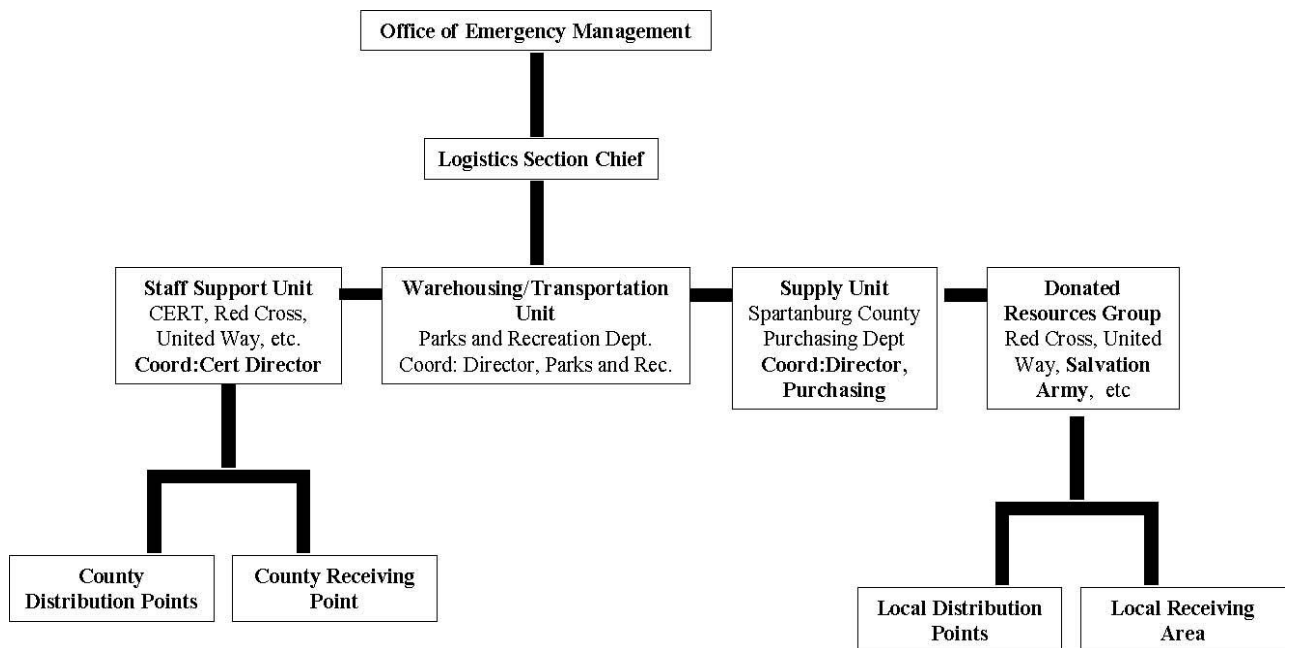 Office of Emergency Management
Logistics Section Chief
Staff Support Unit
CERT, Red Cross,
United Way, etc.
Coord:Cert Director
Warehousing/Transportation
Unit
Parks and Recreation Dept.
Coord: Director, Parks and Rec.
Supply Unit
Spartanburg County
Purchasing Dept
Coord:Director,
Purchasing
Donated
Resources Group
Red Cross, United
Way, Salvation
Army, etc
County
Distribution Points
County Receiving
Point
Local Distribution
Points
Local Receiving
Area